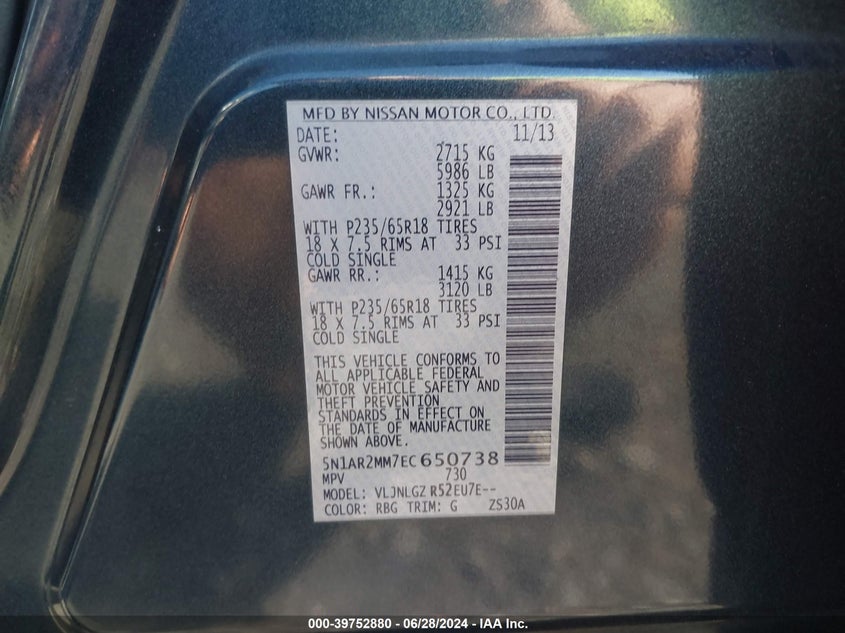 MFD BY NISSAN MOTOR CO., LTD.
DATE: 11/13
GVWR: 2715 KG
5986 LB
GAWR FR.: 1325 KG
2921 LB
WITH P235/65R18 TIRES
18 X 7.5 RIMS AT 33 PSI
COLD SINGLE
GAWR RR.: 1415 KG
3120 LB
WITH P235/65R18 TIRES
18 X 7.5 RIMS AT 33 PSI
COLD SINGLE
THIS VEHICLE CONFORMS TO
ALL APPLICABLE FEDERAL
MOTOR VEHICLE SAFETY AND
THEFT PREVENTION
STANDARDS IN EFFECT ON
THE DATE OF MANUFACTURE
SHOWN ABOVE.
5N1AR2MM7EC650738
MPV 730
MODEL: VLJNLGZ R52EU7E--
COLOR: RBG TRIM: G ZS30A
000-39752880 - 06/28/2024 - IAA Inc.